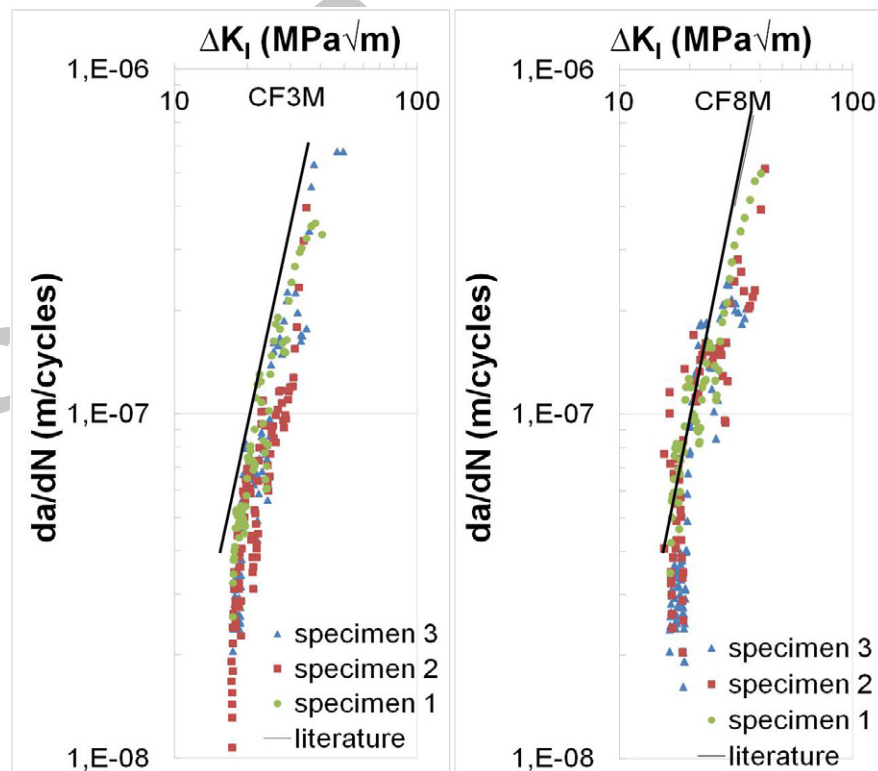 ΔK_I (MPa√m)
1,E-06
10
CF3M
100
da/dN (m/cycles)
1,E-07
specimen 3
specimen 2
specimen 1
literature
1,E-08
ΔK_I (MPa√m)
1,E-06
10
CF8M
100
da/dN (m/cycles)
1,E-07
specimen 3
specimen 2
specimen 1
literature
1,E-08